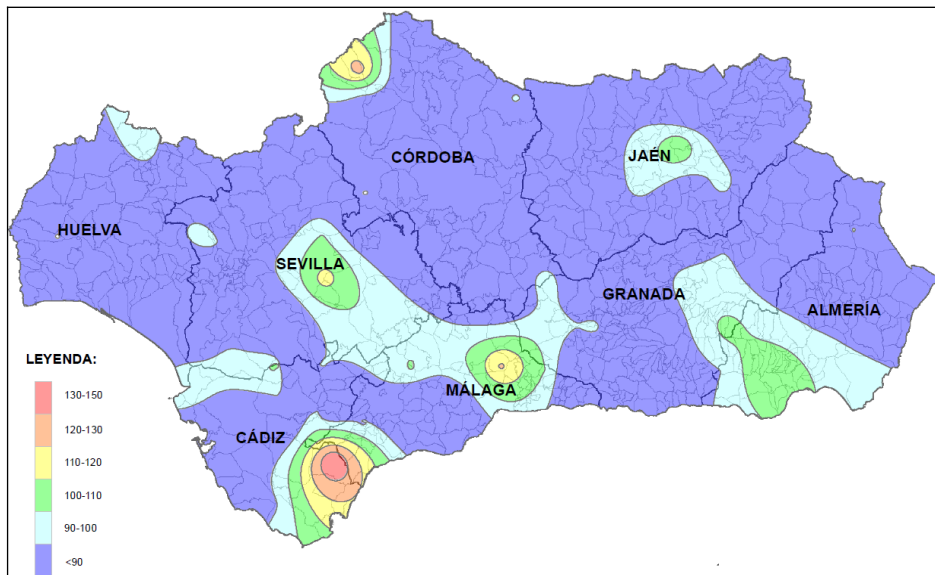 CÓRDOBA
JAÉN
HUELVA
SEVILLA
GRANADA
ALMERÍA
MÁLAGA
CÁDIZ
LEYENDA:
130-150
120-130
110-120
100-110
90-100
<90